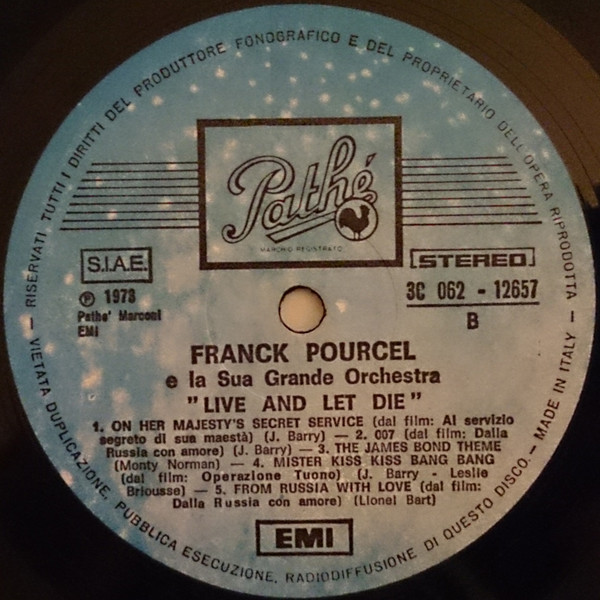 RISERVATI TUTTI I DIRITTI DEL PRODUTTORE FONOGRAFICO E DEL PROPRIETARIO DELL'OPERA RIPRODOTTA
Pathé
MARCHIO REGISTRATO
S.I.A.E.
STEREO
℗ 1973
3C 062 - 12657
Pathe' Marconi
EMI
B
FRANCK POURCEL
e la Sua Grande Orchestra
"LIVE AND LET DIE"
1. ON HER MAJESTY'S SECRET SERVICE (dal film: Al servizio
segreto di sua maestà) (J. Barry) — 2. 007 (dal film: Dalla
Russia con amore) (J. Barry) — 3. THE JAMES BOND THEME
(Monty Norman) — 4. MISTER KISS KISS BANG BANG
(dal film: Operazione Tuono) (J. Barry - Leslie
Briousse) — 5. FROM RUSSIA WITH LOVE (dal film:
Dalla Russia con amore) (Lionel Bart)
EMI
— VIETATA DUPLICAZIONE, PUBBLICA ESECUZIONE, RADIODIFFUSIONE DI QUESTO DISCO. — MADE IN ITALY —